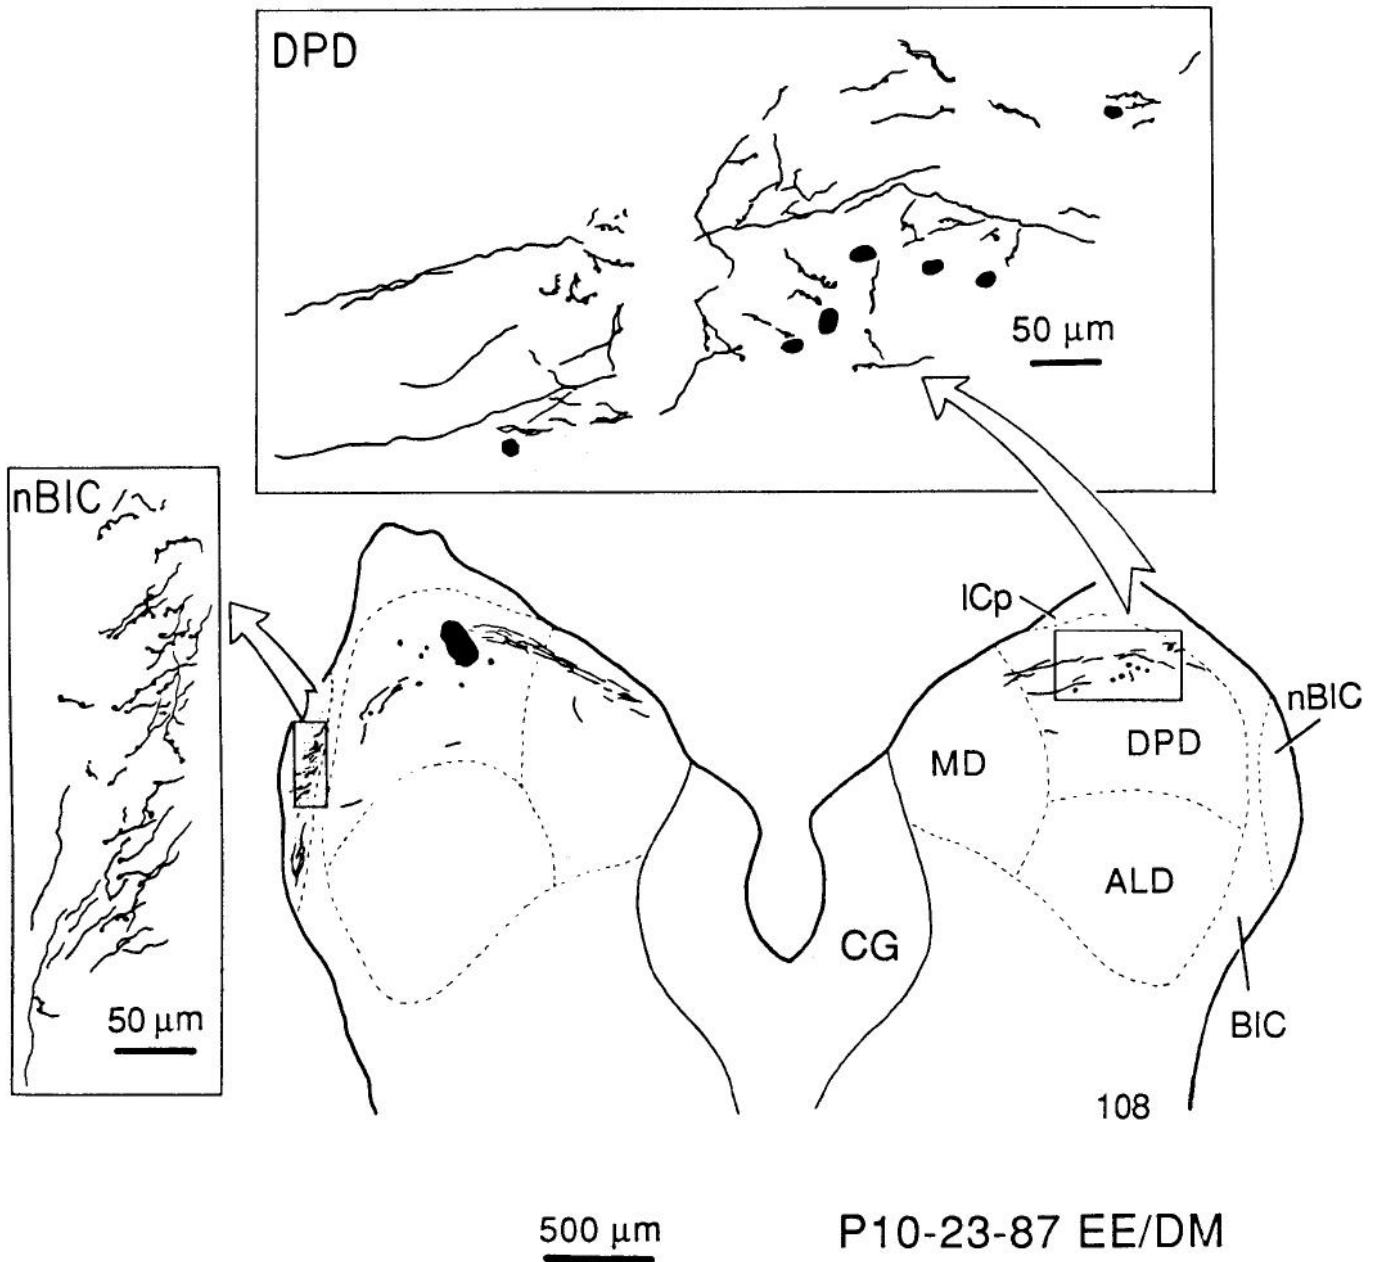 DPD
50 μm
nBIC
50 μm
ICp
nBIC
MD
DPD
ALD
CG
BIC
108
500 μm
P10-23-87 EE/DM